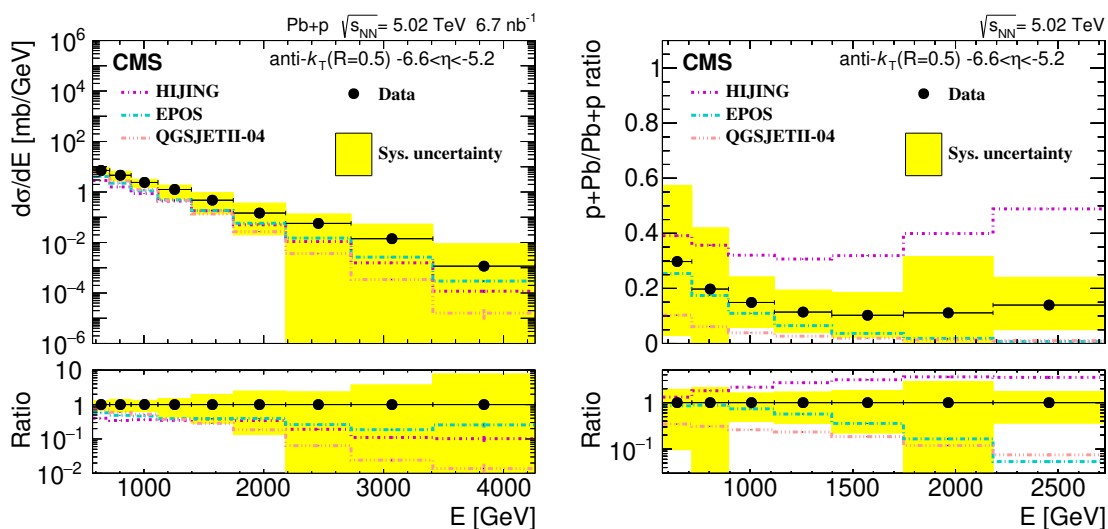 Pb+p √s_NN = 5.02 TeV 6.7 nb⁻¹
CMS
anti-k_T(R=0.5) -6.6<η<-5.2
HIJING
EPOS
QGSJETII-04
Data
Sys. uncertainty
dσ/dE [mb/GeV]
10⁶
10⁴
10²
1
10⁻²
10⁻⁴
10⁻⁶
Ratio
10
1
10⁻¹
10⁻²
1000 2000 3000 4000
E [GeV]
√s_NN = 5.02 TeV
CMS
anti-k_T(R=0.5) -6.6<η<-5.2
HIJING
EPOS
QGSJETII-04
Data
Sys. uncertainty
p+Pb/Pb+p ratio
1
0.8
0.6
0.4
0.2
0
Ratio
1
10⁻¹
1000 1500 2000 2500
E [GeV]